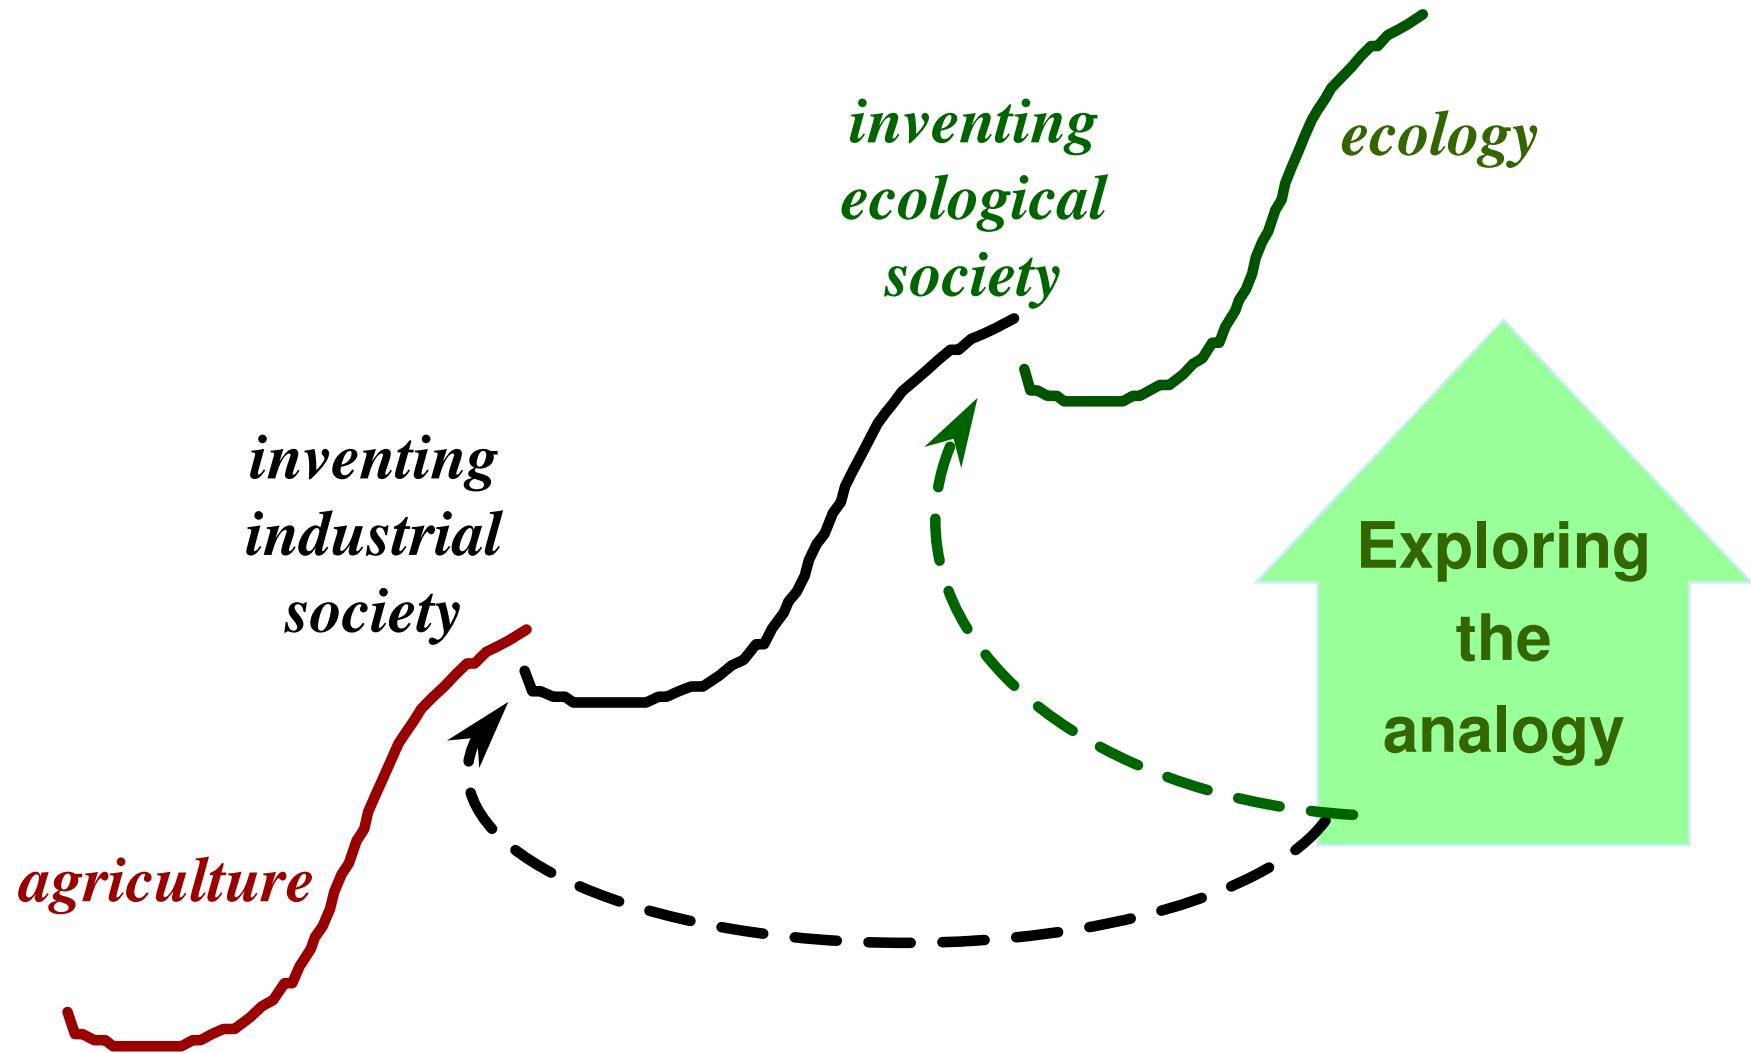 inventing
ecological
society
ecology
inventing
industrial
society
Exploring
the
analogy
agriculture